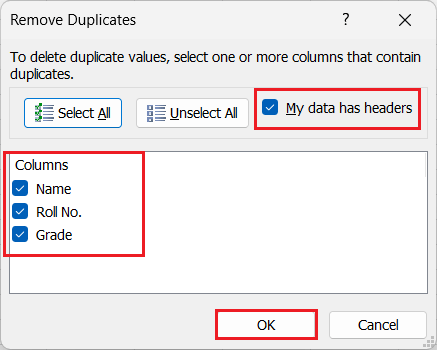 Remove Duplicates ?
To delete duplicate values, select one or more columns that contain
duplicates.
Select All Unselect All My data has headers
Columns
Name
Roll No.
Grade
OK Cancel